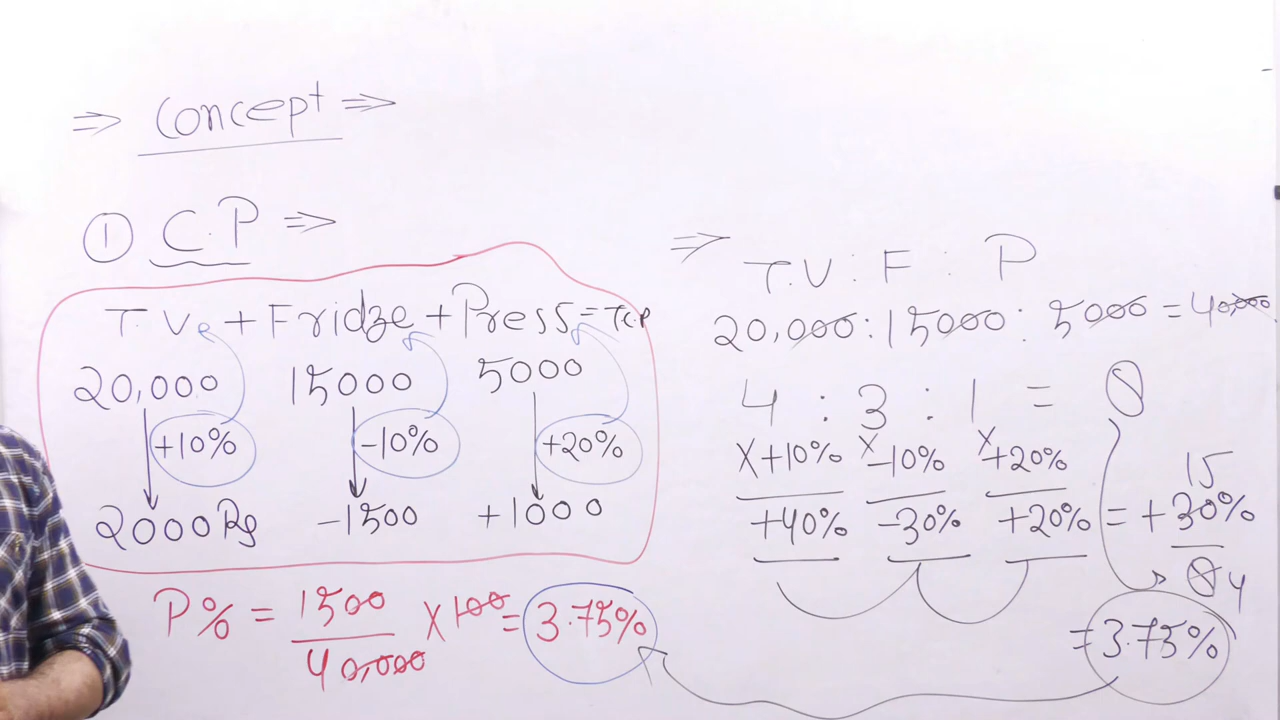 ⇒ Concept ⇒
① C.P ⇒
T.V + Fridze + Press = T.C.P
20,000 15000 5000
+10% -10% +20%
2000 Rs -1500 +1000
P% = 1500/40,000 × 100 = 3.75%
⇒ T.V : F : P
20,000 : 15000 : 5000 = 40,000
4 : 3 : 1 = 8
×+10% ×-10% ×+20%
15
+40% -30% +20% = +30%
8 4
= 3.75%